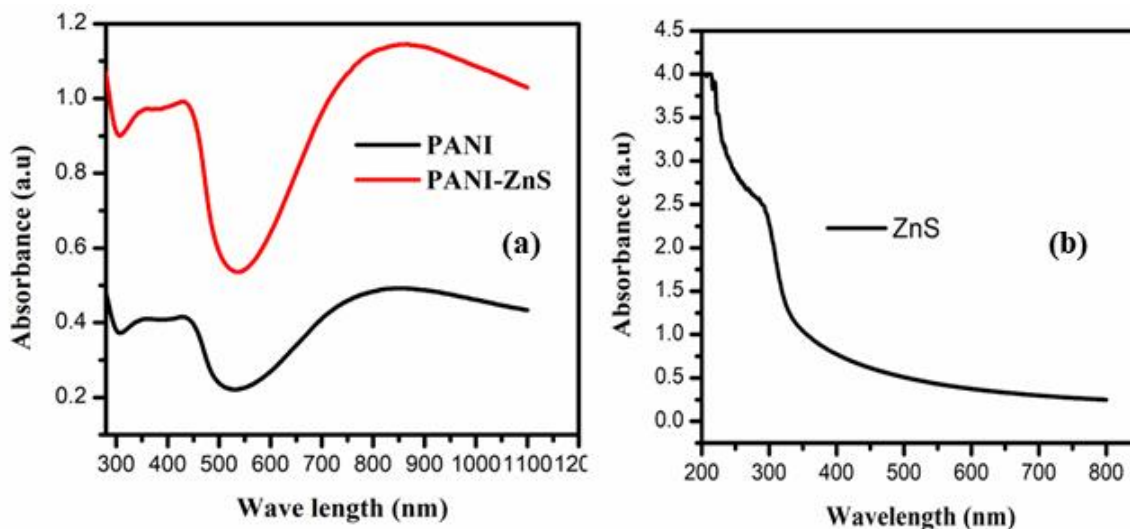 1.2
1.0
0.8
0.6
0.4
0.2
Absorbance (a.u)
PANI
PANI-ZnS
(a)
300 400 500 600 700 800 900 1000 1100 120
Wave length (nm)
4.5
4.0
3.5
3.0
2.5
2.0
1.5
1.0
0.5
0.0
Absorbance (a.u)
ZnS
(b)
200 300 400 500 600 700 800
Wavelength (nm)